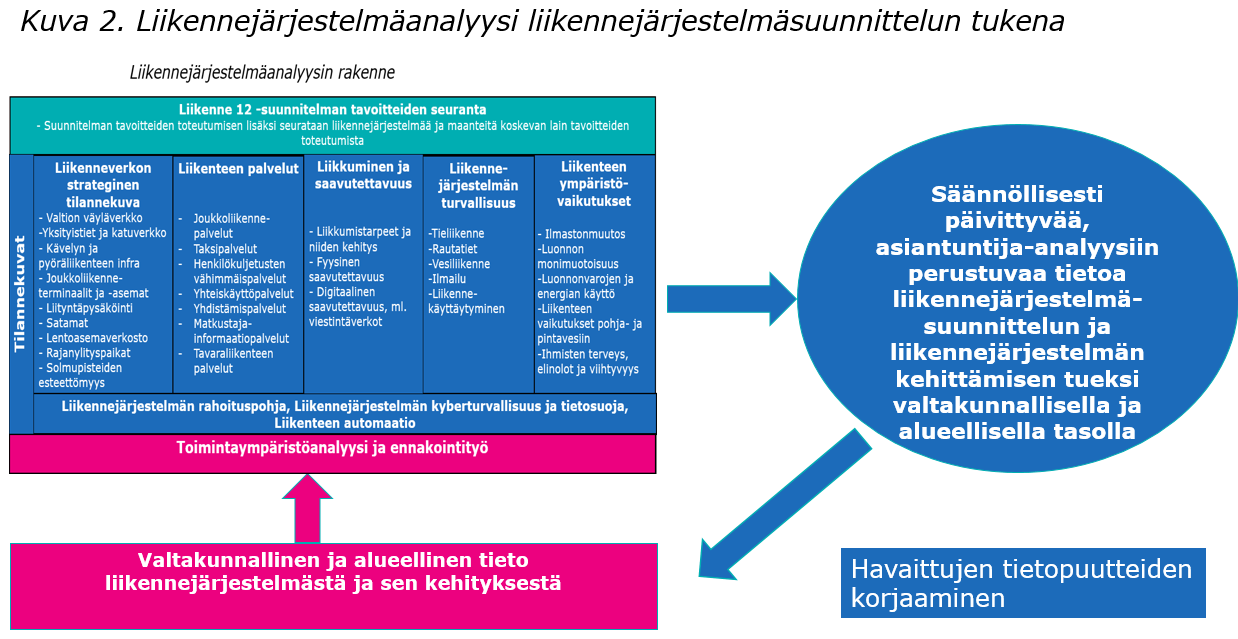 Kuva 2. Liikennejärjestelmäanalyysi liikennejärjestelmäsuunnittelun tukena
Liikennejärjestelmäanalyysin rakenne
Liikenne 12 -suunnitelman tavoitteiden seuranta
- Suunnitelman tavoitteiden toteutumisen lisäksi seurataan liikennejärjestelmää ja maanteitä koskevan lain tavoitteiden
toteutumista
Tilannekuvat
Liikenneverkon
strateginen
tilannekuva
- Valtion väyläverkko
-Yksityistiet ja katuverkko
- Kävelyn ja
pyöräliikenteen infra
- Joukkoliikenne-
terminaalit ja -asemat
- Liityntäpysäköinti
- Satamat
- Lentoasemaverkosto
- Rajanylityspaikat
- Solmupisteiden
esteettömyys
Liikenteen palvelut
- Joukkoliikenne-
palvelut
- Taksipalvelut
- Henkilökuljetusten
vähimmäispalvelut
- Yhteiskäyttöpalvelut
- Yhdistämispalvelut
- Matkustaja-
informaatiopalvelut
- Tavaraliikenteen
palvelut
Liikkuminen ja
saavutettavuus
- Liikkumistarpeet ja
niiden kehitys
- Fyysinen
saavutettavuus
- Digitaalinen
saavutettavuus, ml.
viestintäverkot
Liikenne-
järjestelmän
turvallisuus
-Tieliikenne
- Rautatiet
-Vesiliikenne
- Ilmailu
-Liikenne-
käyttäytyminen
Liikenteen
ympäristö-
vaikutukset
- Ilmastonmuutos
-Luonnon
monimuotoisuus
-Luonnonvarojen ja
energian käyttö
-Liikenteen
vaikutukset pohja- ja
pintavesiin
-Ihmisten terveys,
elinolot ja viihtyvyys
Liikennejärjestelmän rahoituspohja, Liikennejärjestelmän kyberturvallisuus ja tietosuoja,
Liikenteen automaatio
Toimintaympäristöanalyysi ja ennakointityö
Valtakunnallinen ja alueellinen tieto
liikennejärjestelmästä ja sen kehityksestä
Säännöllisesti
päivittyvää,
asiantuntija-analyysiin
perustuvaa tietoa
liikennejärjestelmä-
suunnittelun ja
liikennejärjestelmän
kehittämisen tueksi
valtakunnallisella ja
alueellisella tasolla
Havaittujen tietopuutteiden
korjaaminen